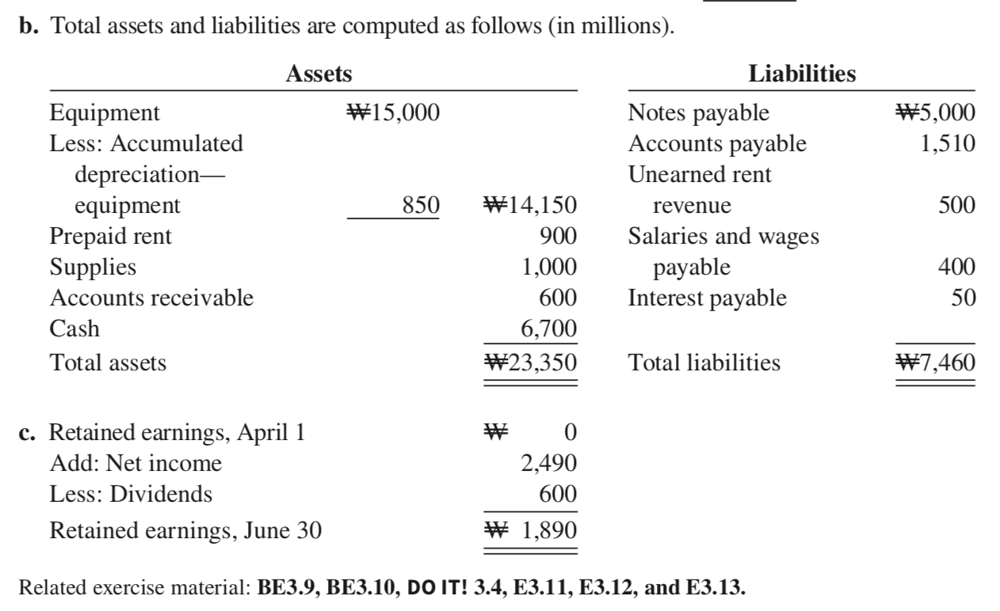 b. Total assets and liabilities are computed as follows (in millions).
Assets Liabilities
Equipment ₩15,000 Notes payable ₩5,000
Less: Accumulated Accounts payable 1,510
depreciation— Unearned rent
equipment 850 ₩14,150 revenue 500
Prepaid rent 900 Salaries and wages
Supplies 1,000 payable 400
Accounts receivable 600 Interest payable 50
Cash 6,700
Total assets ₩23,350 Total liabilities ₩7,460
c. Retained earnings, April 1 ₩ 0
Add: Net income 2,490
Less: Dividends 600
Retained earnings, June 30 ₩ 1,890
Related exercise material: BE3.9, BE3.10, DO IT! 3.4, E3.11, E3.12, and E3.13.